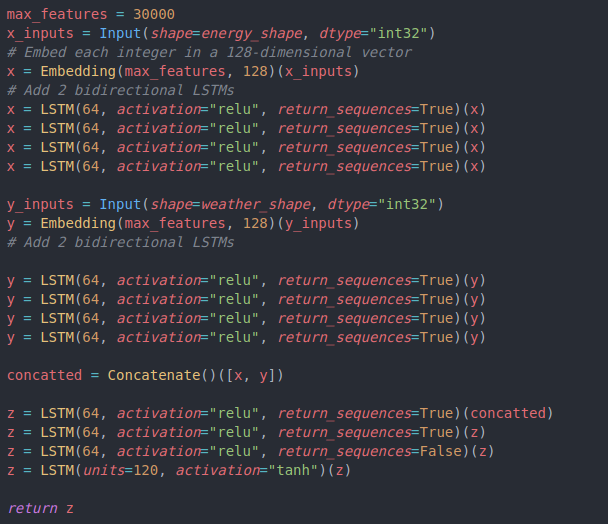 max_features = 30000
x_inputs = Input(shape=energy_shape, dtype="int32")
# Embed each integer in a 128-dimensional vector
x = Embedding(max_features, 128)(x_inputs)
# Add 2 bidirectional LSTMs
x = LSTM(64, activation="relu", return_sequences=True)(x)
x = LSTM(64, activation="relu", return_sequences=True)(x)
x = LSTM(64, activation="relu", return_sequences=True)(x)
x = LSTM(64, activation="relu", return_sequences=True)(x)

y_inputs = Input(shape=weather_shape, dtype="int32")
y = Embedding(max_features, 128)(y_inputs)
# Add 2 bidirectional LSTMs

y = LSTM(64, activation="relu", return_sequences=True)(y)
y = LSTM(64, activation="relu", return_sequences=True)(y)
y = LSTM(64, activation="relu", return_sequences=True)(y)
y = LSTM(64, activation="relu", return_sequences=True)(y)

concatted = Concatenate()([x, y])

z = LSTM(64, activation="relu", return_sequences=True)(concatted)
z = LSTM(64, activation="relu", return_sequences=True)(z)
z = LSTM(64, activation="relu", return_sequences=False)(z)
z = LSTM(units=120, activation="tanh")(z)

return z